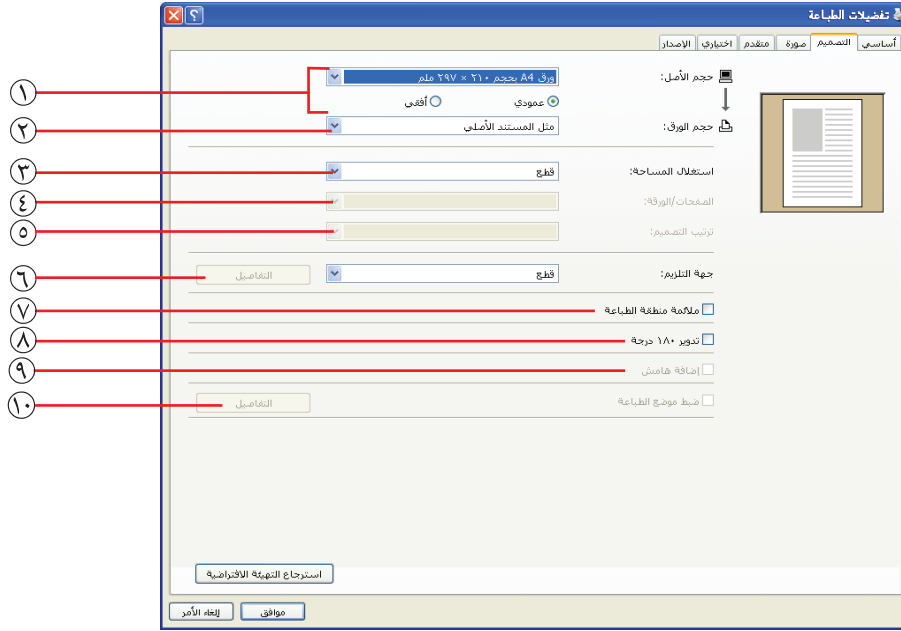 تفضيلات الطباعة
أساسي التصميم صورة متقدم اختياري الإصدار
١ حجم الأصل: ورق A4 بحجم ٢١٠ × ٢٩٧ ملم
عمودي أفقي
٢ حجم الورق: مثل المستند الأصلي
٣ استغلال المساحة: قطع
٤ الصفحات/الورقة:
٥ ترتيب التصميم:
٦ جهة التلزيم: قطع التفاصيل
٧ ملائمة منطقة الطباعة
٨ تدوير ١٨٠ درجة
٩ إضافة هامش
١٠ ضبط موضع الطباعة التفاصيل
استرجاع التهيئة الافتراضية
موافق إلغاء الأمر